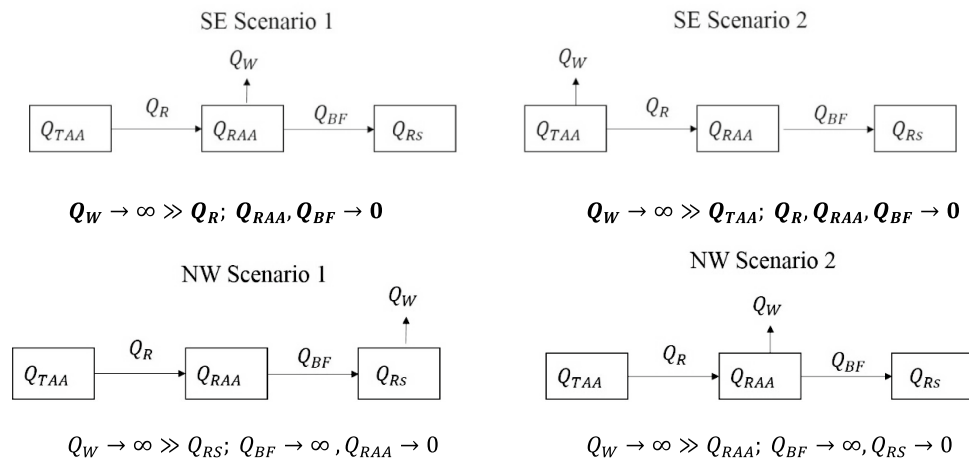 SE Scenario 1
Q_W
Q_TAA
Q_R
Q_RAA
Q_BF
Q_Rs
Q_W → ∞ ≫ Q_R; Q_RAA, Q_BF → 0
SE Scenario 2
Q_W
Q_TAA
Q_R
Q_RAA
Q_BF
Q_Rs
Q_W → ∞ ≫ Q_TAA; Q_R, Q_RAA, Q_BF → 0
NW Scenario 1
Q_W
Q_TAA
Q_R
Q_RAA
Q_BF
Q_Rs
Q_W → ∞ ≫ Q_RS; Q_BF → ∞ , Q_RAA → 0
NW Scenario 2
Q_W
Q_TAA
Q_R
Q_RAA
Q_BF
Q_Rs
Q_W → ∞ ≫ Q_RAA; Q_BF → ∞, Q_RS → 0